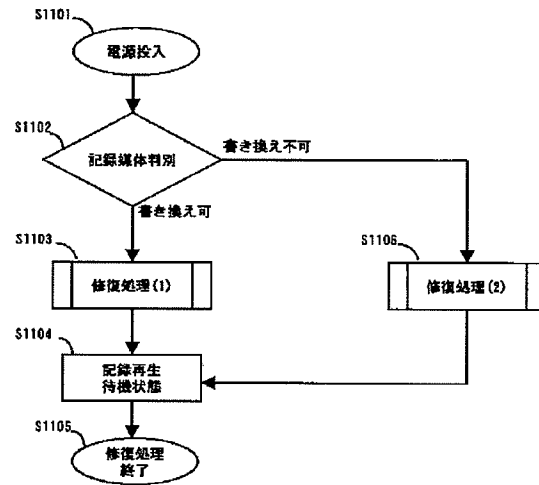 S1101
電源投入
S1102
記録媒体判別
書き換え不可
書き換え可
S1103
修復処理(1)
S1106
修復処理(2)
S1104
記録再生
待機状態
S1105
修復処理
終了